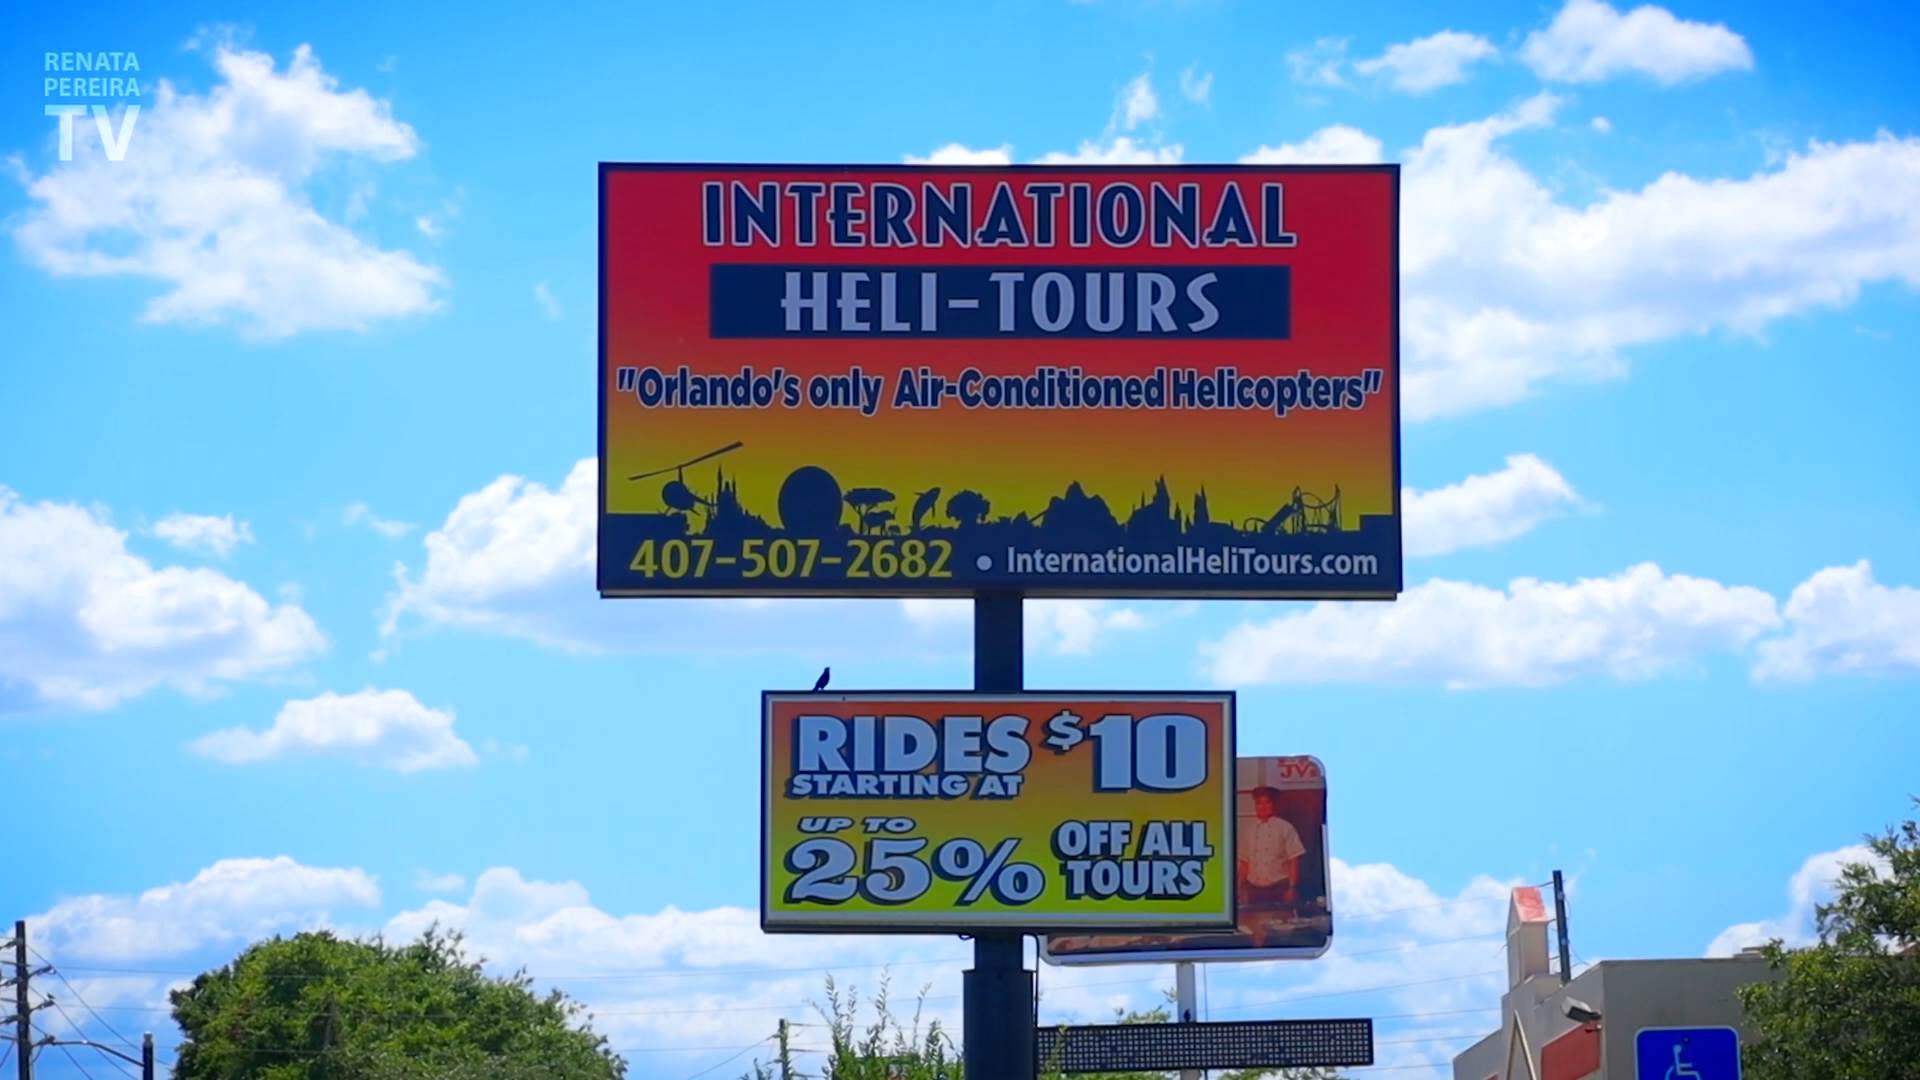 RENATA
PEREIRA
TV
INTERNATIONAL
HELI-TOURS
"Orlando's only Air-Conditioned Helicopters"
407-507-2682 • InternationalHeliTours.com
RIDES $10
STARTING AT
UP TO
25% OFF ALL
TOURS
JV's